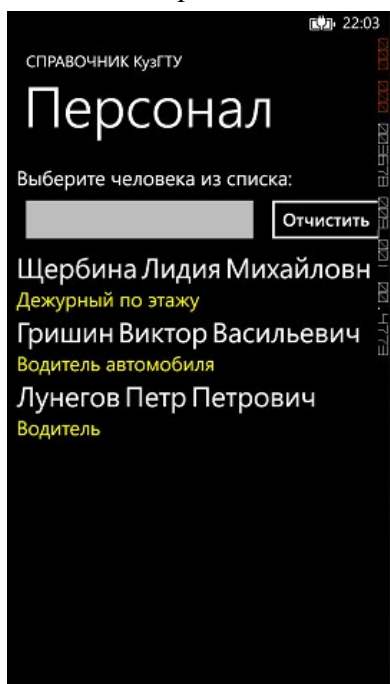 22:03
СПРАВОЧНИК КузГТУ
Персонал
Выберите человека из списка:
Отчистить
Щербина Лидия Михайловн
Дежурный по этажу
Гришин Виктор Васильевич
Водитель автомобиля
Лунегов Петр Петрович
Водитель